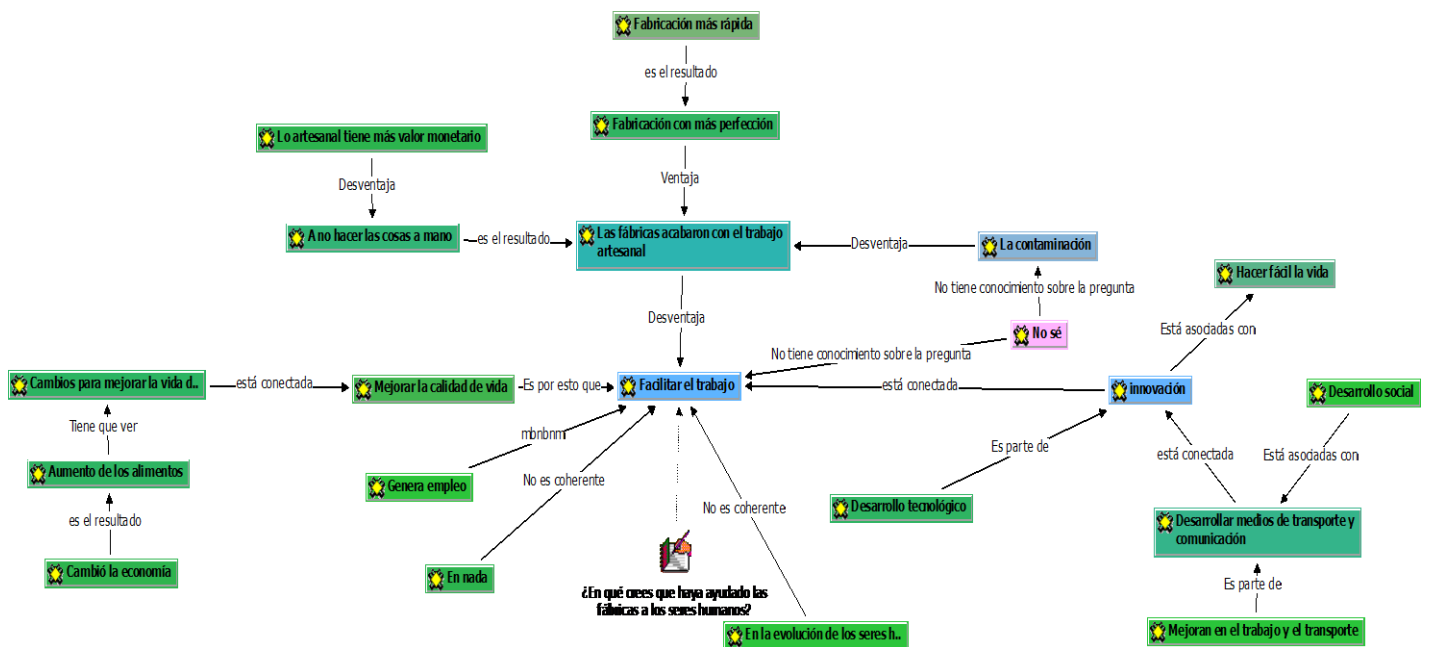 Fabricación más rápida
es el resultado
Fabricación con más perfección
Lo artesanal tiene más valor monetario
Desventaja
Ventaja
A no hacer las cosas a mano
es el resultado
Las fábricas acabaron con el trabajo
artesanal
Desventaja
La contaminación
Hacer fácil la vida
No tiene conocimiento sobre la pregunta
Desventaja
Está asociadas con
No sé
No tiene conocimiento sobre la pregunta
Cambios para mejorar la vida d..
está conectada
Mejorar la calidad de vida
Es por esto que
Facilitar el trabajo
está conectada
innovación
Desarrollo social
Tiene que ver
mbnbnmi
Es parte de
está conectada
Está asociadas con
Aumento de los alimentos
Genera empleo
No es coherente
No es coherente
Desarrollo tecnológico
es el resultado
Desarrollar medios de transporte y
comunicación
Cambió la economía
En nada
Es parte de
¿En qué crees que haya ayudado las
fábricas a los seres humanos?
En la evolución de los seres h..
Mejoran en el trabajo y el transporte